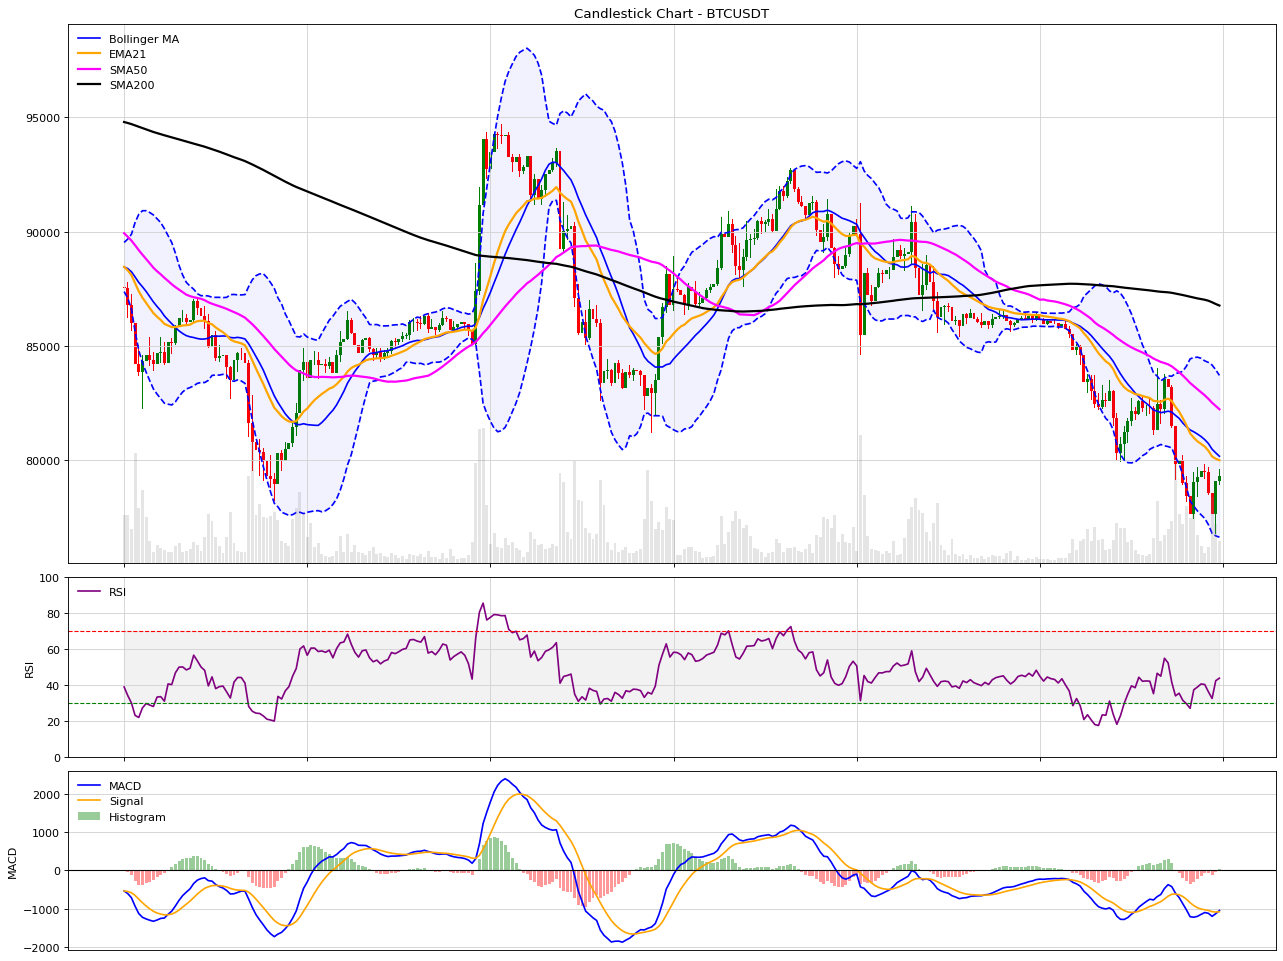 Candlestick Chart - BTCUSDT
Bollinger MA
EMA21
SMA50
SMA200
95000
90000
85000
80000
100
80
60
40
20
0
RSI
RSI
2000
1000
0
−1000
−2000
MACD
MACD
Signal
Histogram